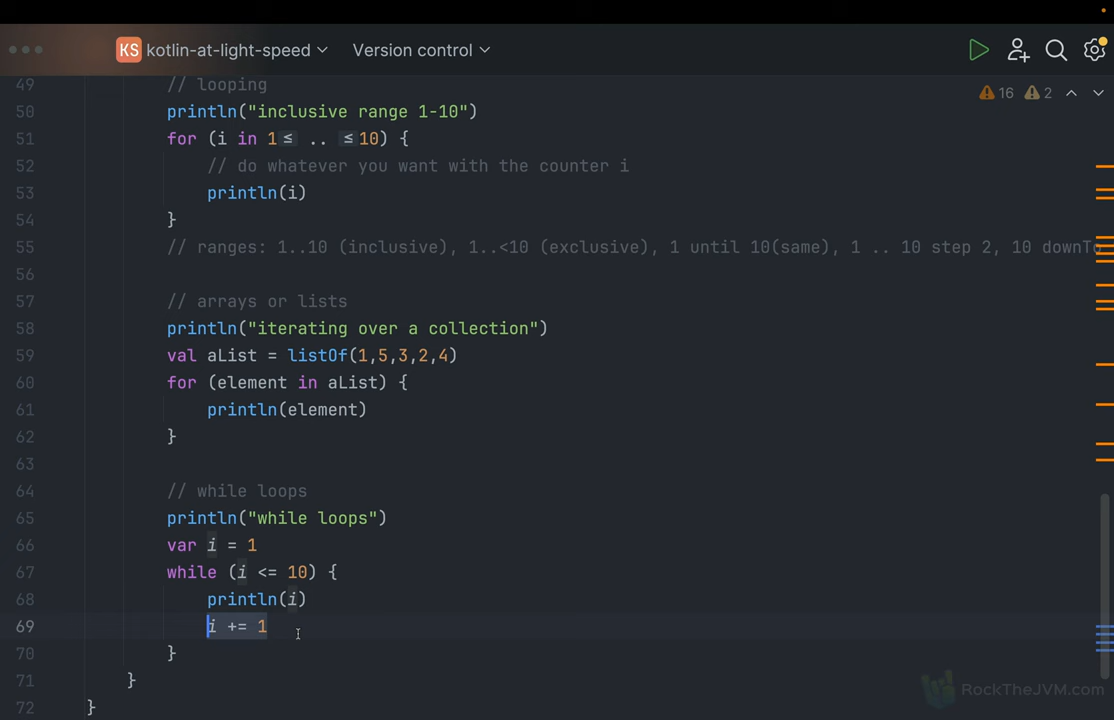 KS kotlin-at-light-speed Version control
16 2
49 // looping
50 println("inclusive range 1-10")
51 for (i in 1≤ .. ≤10) {
52 // do whatever you want with the counter i
53 println(i)
54 }
55 // ranges: 1..10 (inclusive), 1..<10 (exclusive), 1 until 10(same), 1 .. 10 step 2, 10 downTo
56
57 // arrays or lists
58 println("iterating over a collection")
59 val aList = listOf(1,5,3,2,4)
60 for (element in aList) {
61 println(element)
62 }
63
64 // while loops
65 println("while loops")
66 var i = 1
67 while (i <= 10) {
68 println(i)
69 i += 1
70 }
71 }
72 }
RockTheJVM.com